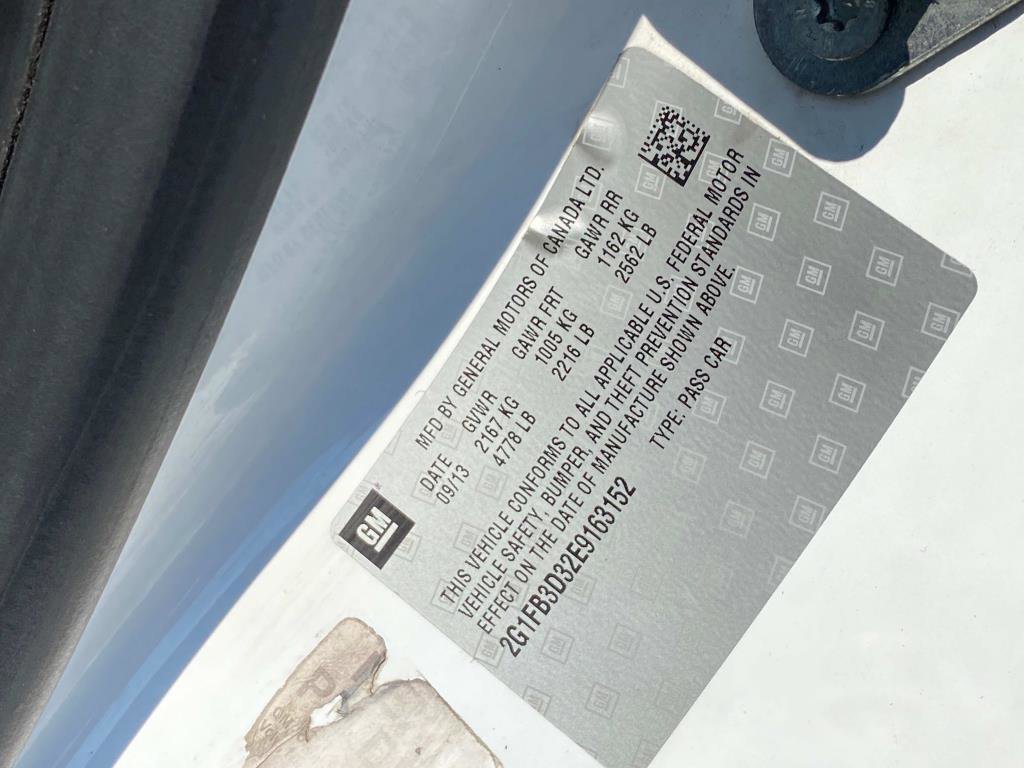 GM
MFD BY GENERAL MOTORS OF CANADA LTD.
DATE GVWR GAWR FRT GAWR RR
09/13 2167 KG 1005 KG 1162 KG
4778 LB 2216 LB 2562 LB
THIS VEHICLE CONFORMS TO ALL APPLICABLE U.S. FEDERAL MOTOR
VEHICLE SAFETY, BUMPER, AND THEFT PREVENTION STANDARDS IN
EFFECT ON THE DATE OF MANUFACTURE SHOWN ABOVE.
2G1FB3D32E9163152 TYPE: PASS CAR